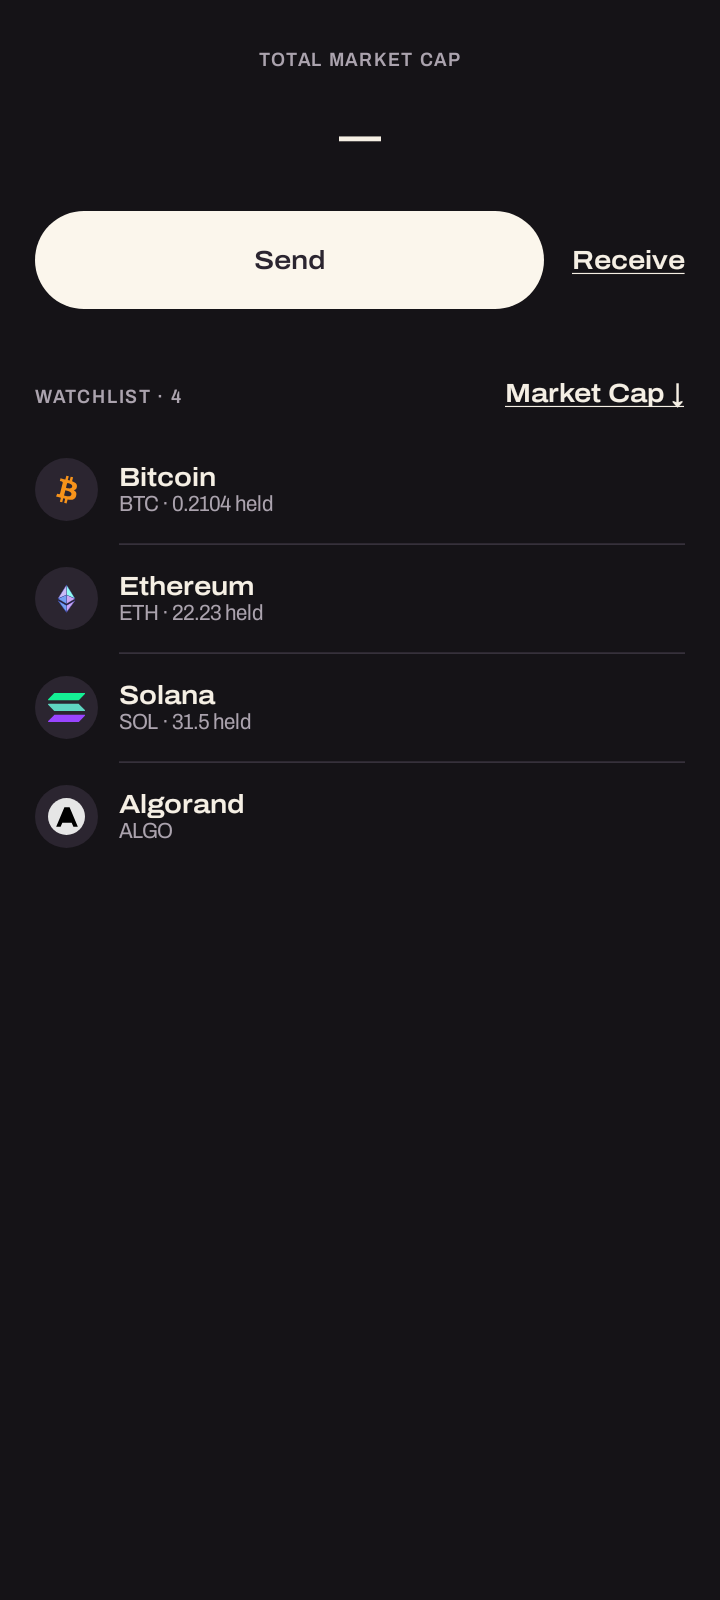 TOTAL MARKET CAP
—
Send
Receive
WATCHLIST · 4
Market Cap ↓
Bitcoin
BTC · 0.2104 held
Ethereum
ETH · 22.23 held
Solana
SOL · 31.5 held
Algorand
ALGO